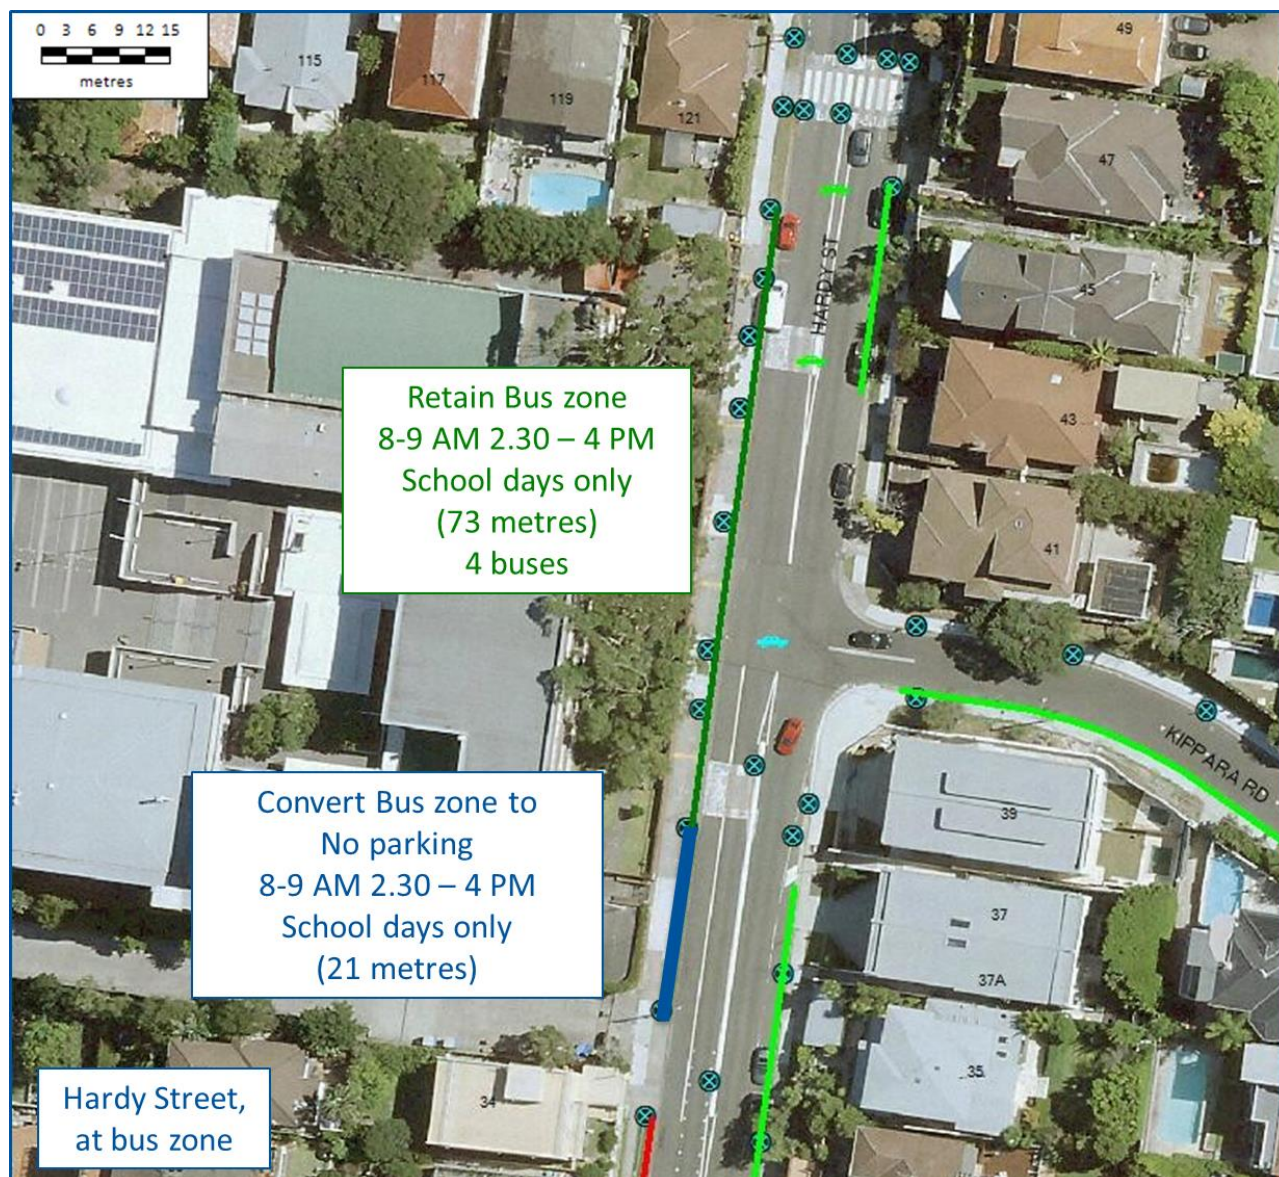 0 3 6 9 12 15
metres
115
117
119
121
49
47
HARDY ST
45
43
41
Retain Bus zone
8-9 AM 2.30 – 4 PM
School days only
(73 metres)
4 buses
KIPPARA RD
39
Convert Bus zone to
No parking
8-9 AM 2.30 – 4 PM
School days only
(21 metres)
37
37A
35
34
Hardy Street,
at bus zone